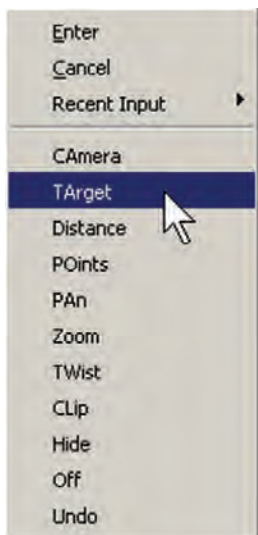 Enter
Cancel
Recent Input
CAmera
TArget
Distance
POints
PAn
Zoom
TWist
CLip
Hide
Off
Undo